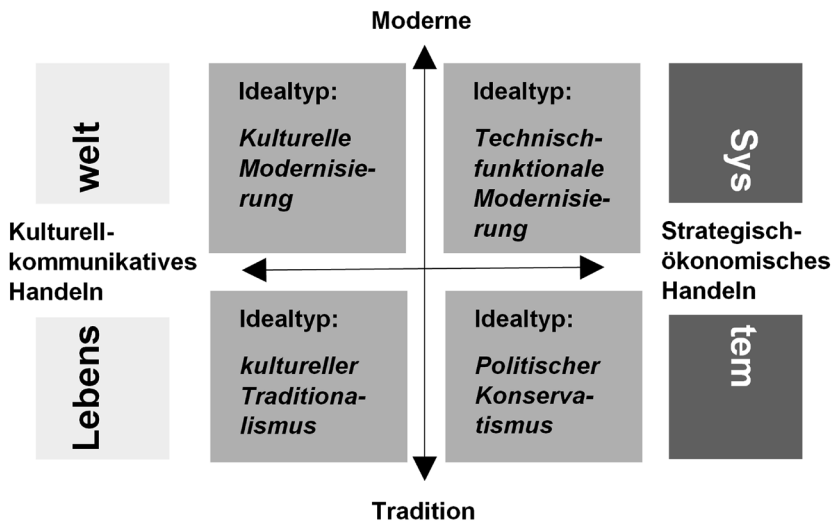 Moderne
welt
Idealtyp:
Kulturelle
Modernisie-
rung
Idealtyp:
Technisch-
funktionale
Modernisie-
rung
Sys
Kulturell-
kommunikatives
Handeln
Strategisch-
ökonomisches
Handeln
Lebens
Idealtyp:
kultureller
Traditiona-
lismus
Idealtyp:
Politischer
Konserva-
tismus
tem
Tradition